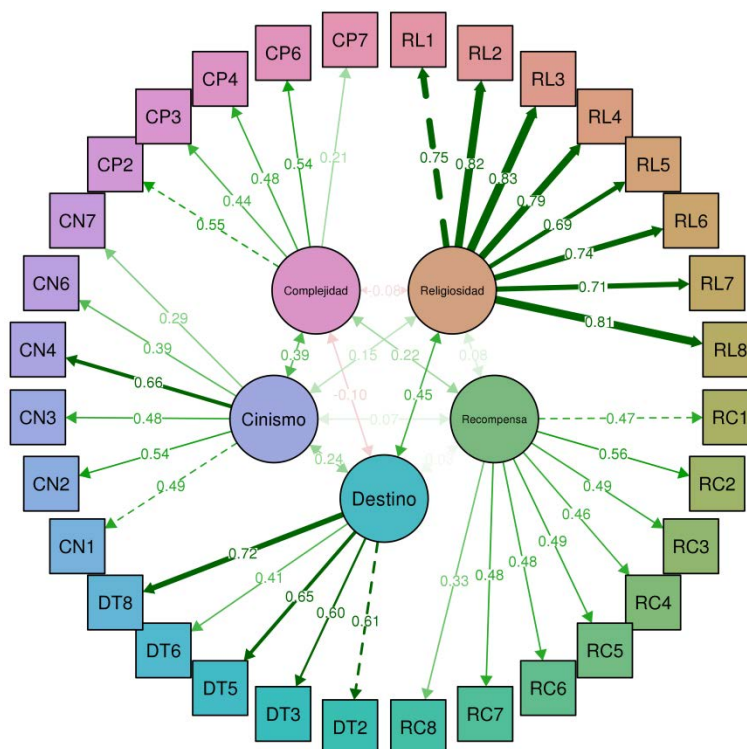 CP7
RL1
CP6
RL2
CP4
RL3
CP3
RL4
CP2
RL5
CN7
RL6
CN6
RL7
CN4
RL8
CN3
RC1
CN2
RC2
CN1
RC3
DT8
RC4
DT6
RC5
DT5
RC6
DT3
DT2
RC8
RC7
0.21
0.54
0.48
0.44
0.55
0.75
0.82
0.83
0.79
0.69
0.74
0.71
0.81
Complejidad
-0.08
Religiosidad
0.29
0.39
0.66
0.48
0.54
0.49
0.39
0.15
0.22
0.08
-0.10
0.45
Cinismo
0.07
Recompensa
0.47
0.24
Destino
0.56
0.49
0.46
0.49
0.48
0.48
0.33
0.72
0.41
0.65
0.60
0.61